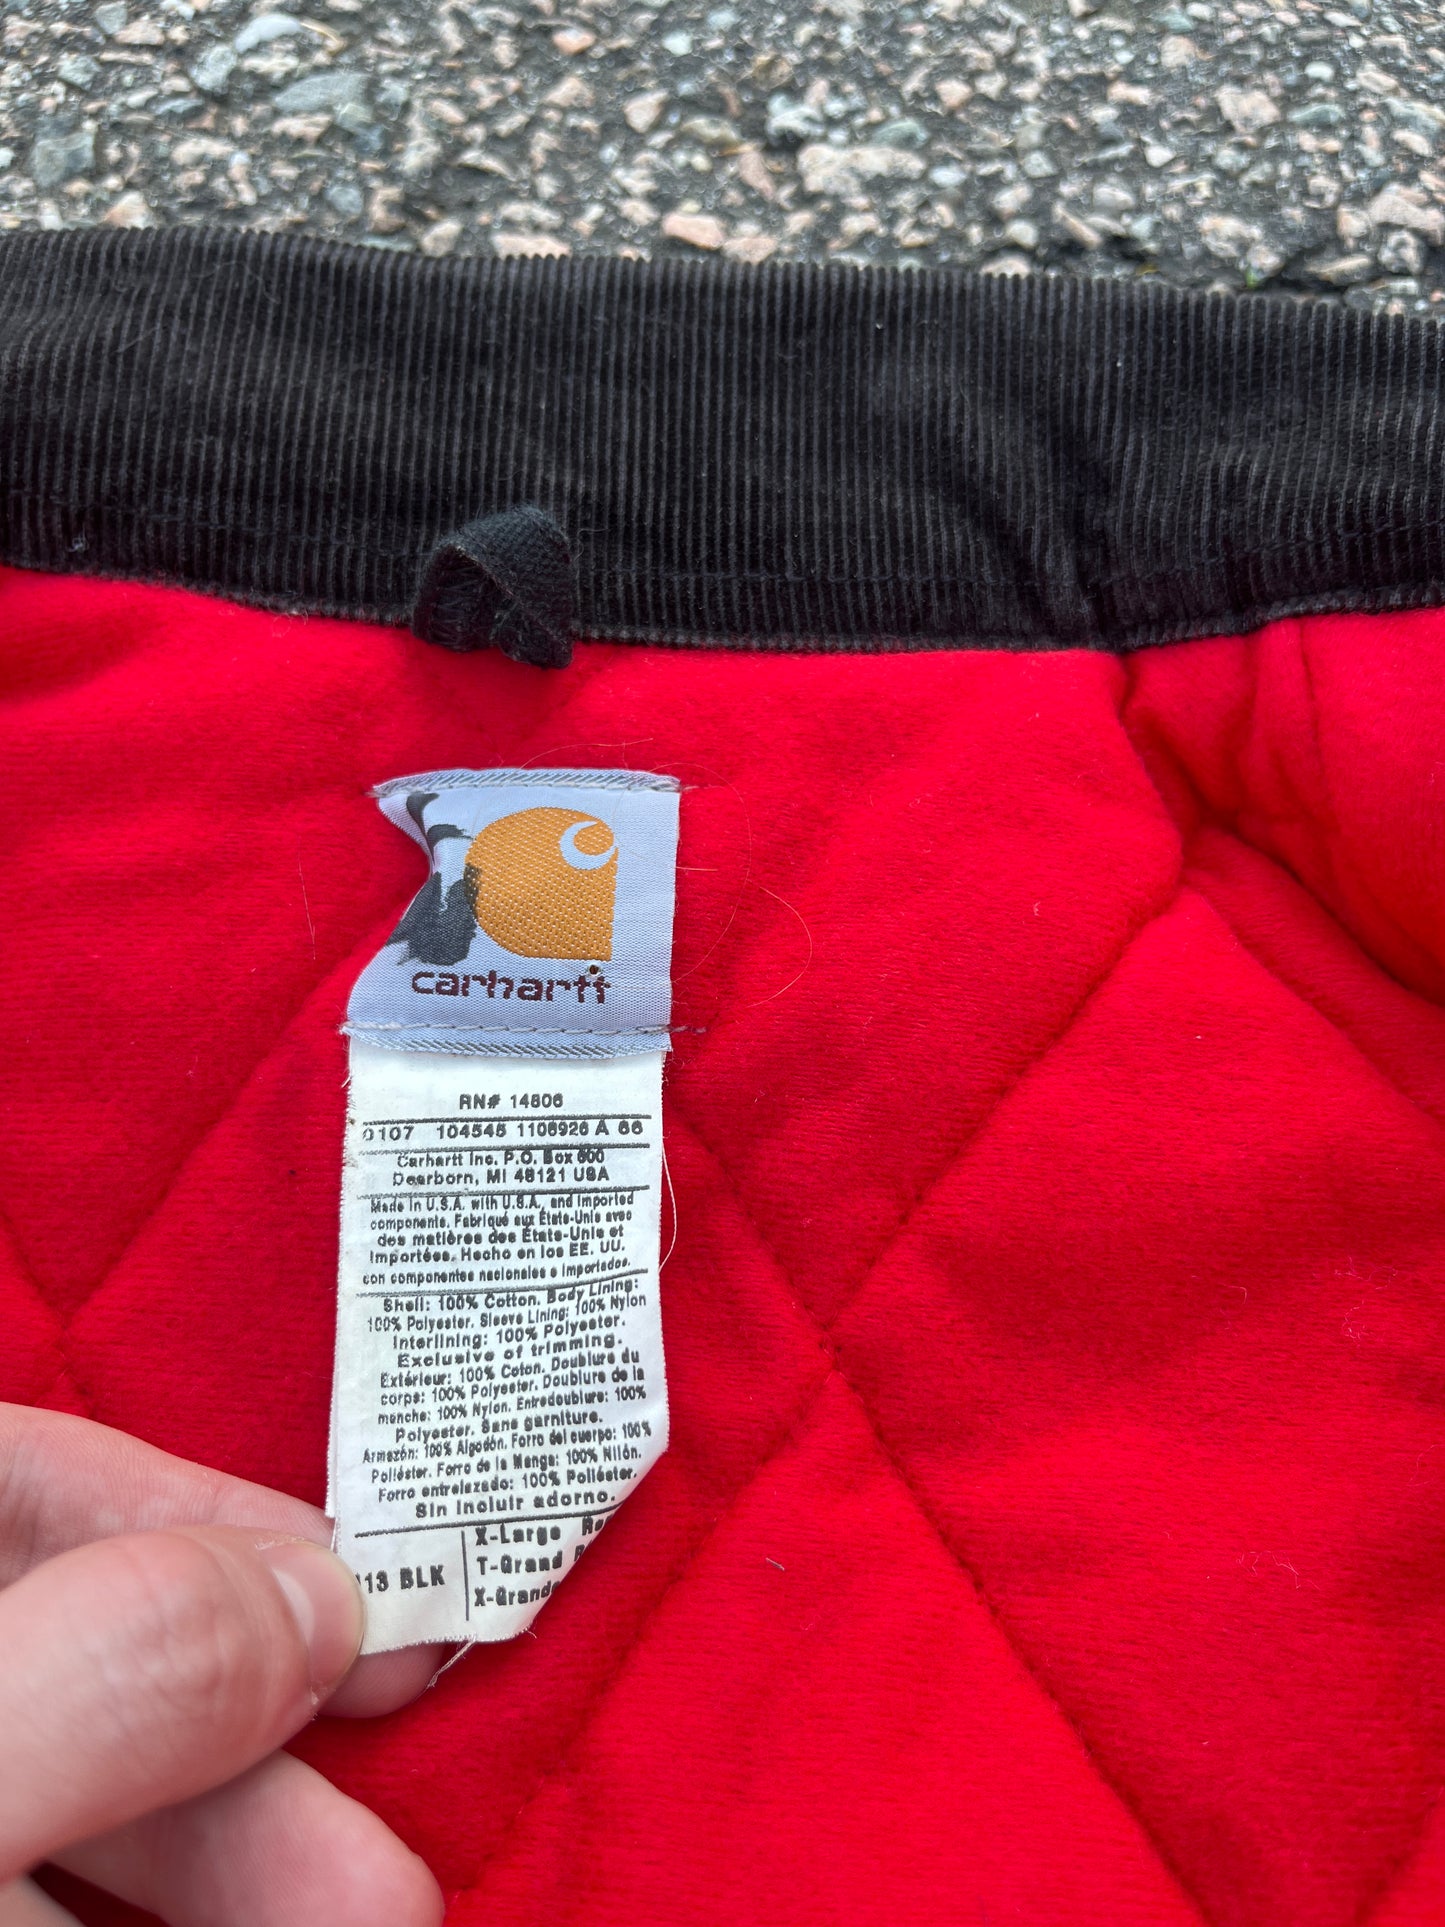 carhartt
RN# 14806
0107 104545 1106926 A 66
Carhartt Inc. P.O. Box 600
Dearborn, MI 48121 USA
Made in U.S.A. with U.S.A. and imported
components. Fabriqué aux États-Unis avec
des matières des États-Unis et
Importées. Hecho en los EE. UU.
con componentes nacionales e importados.
Shell: 100% Cotton. Body Lining:
100% Polyester. Sleeve Lining: 100% Nylon
Interlining: 100% Polyester.
Exclusive of trimming.
Extérieur: 100% Coton. Doublure du
corps: 100% Polyester. Doublure de la
manche: 100% Nylon. Entredoublure: 100%
Polyester. Sans garniture.
Armazón: 100% Algodón. Forro del cuerpo: 100%
Poliéster. Forro de la Manga: 100% Nilón.
Forro entrelazado: 100% Poliéster.
Sin incluir adorno.
13 BLK
X-Large
T-Grand
X-Grande